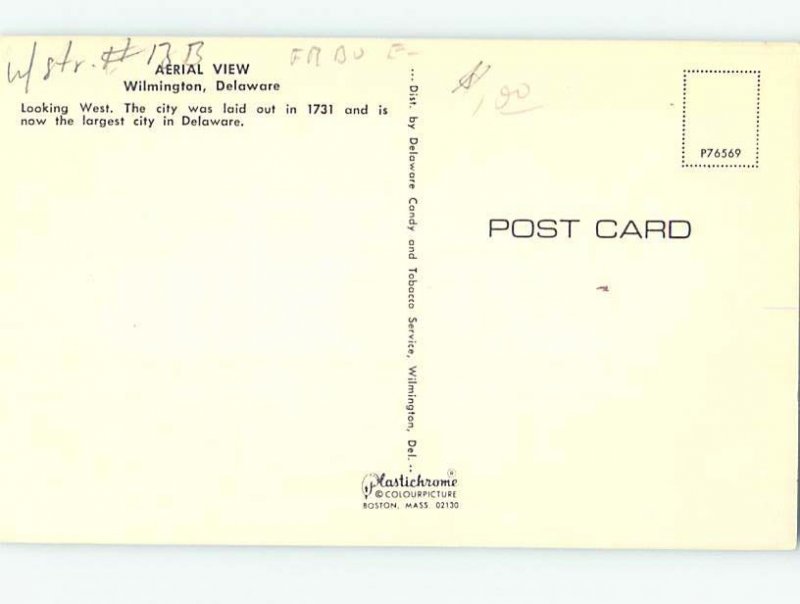 w/str. # 13B
AERIAL VIEW
Wilmington, Delaware
Looking West. The city was laid out in 1731 and is
now the largest city in Delaware.
Dist. by Delaware Candy and Tobacco Service, Wilmington, Del.
$1.00
P76569
POST CARD
Plastichrome®
© COLOURPICTURE
BOSTON, MASS 02130